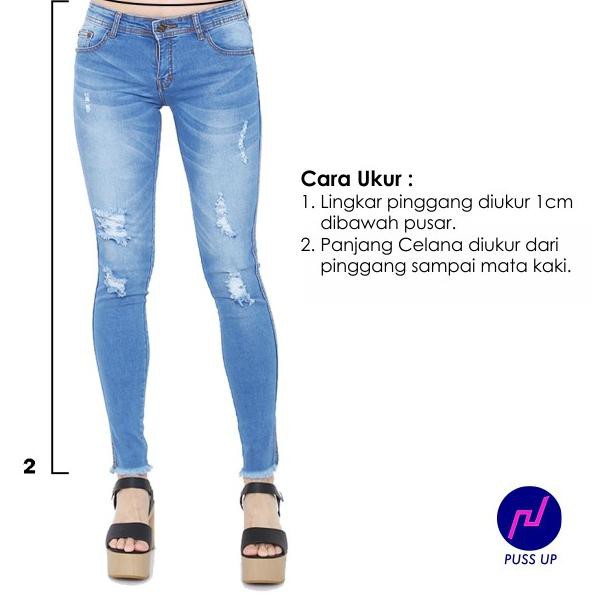 Cara Ukur :
1. Lingkar pinggang diukur 1cm
dibawah pusar.
2. Panjang Celana diukur dari
pinggang sampai mata kaki.
2
PUSS UP